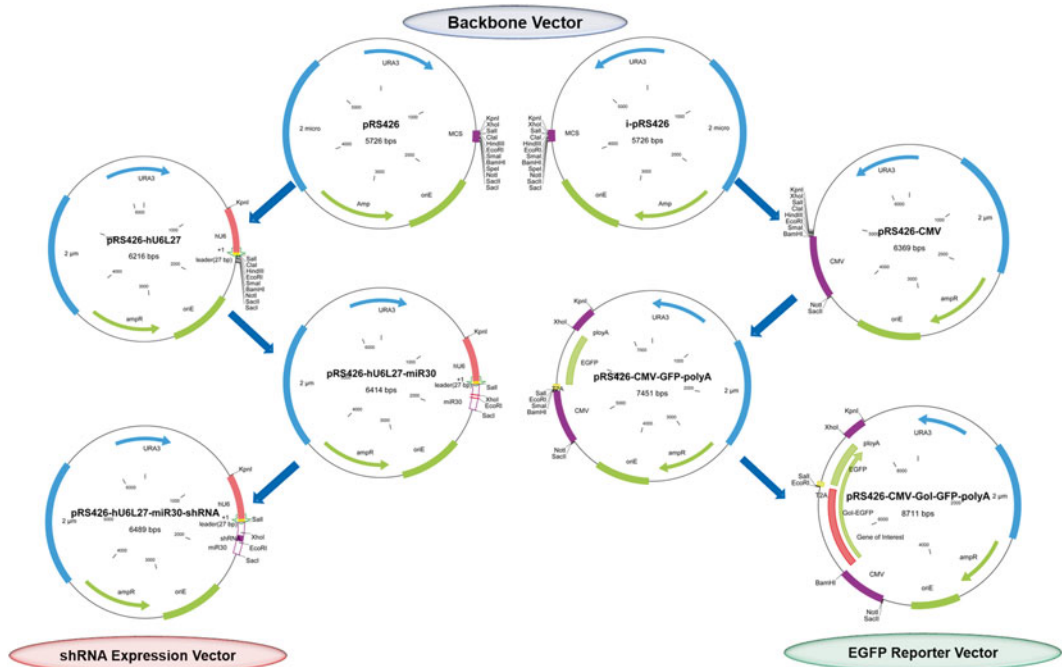 Backbone Vector
URA3
2 micro
pRS426
5726 bps
MCS
KpnI
XhoI
SalI
ClaI
HindIII
EcoRI
SmaI
BamHI
SpeI
NotI
SacII
SacI
Amp
oriE
1000
2000
3000
4000
5000
URA3
i-pRS426
5726 bps
2 micro
MCS
KpnI
XhoI
SalI
ClaI
HindIII
EcoRI
SmaI
BamHI
SpeI
NotI
SacII
SacI
oriE
Amp
URA3
KpnI
pRS426-hU6L27
6216 bps
2 µm
hU6
+1
leader(27 bp)
SalI
ClaI
HindIII
EcoRI
SmaI
BamHI
NotI
SacII
SacI
ampR
oriE
URA3
KpnI
XhoI
SalI
ClaI
HindIII
EcoRI
SmaI
BamHI
pRS426-CMV
6369 bps
2 µm
CMV
NotI
SacII
ampR
oriE
URA3
KpnI
pRS426-hU6L27-miR30
6414 bps
2 µm
hU6
+1
leader(27 bp)
SalI
miR30
XhoI
EcoRI
SacI
ampR
oriE
KpnI
XhoI
ployA
URA3
EGFP
pRS426-CMV-GFP-polyA
7451 bps
2 µm
SalI
EcoRI
SmaI
BamHI
CMV
NotI
SacII
oriE
ampR
URA3
KpnI
pRS426-hU6L27-miR30-shRNA
6489 bps
2 µm
hU6
+1
leader(27 bp)
SalI
shRNA
XhoI
miR30
EcoRI
SacI
ampR
oriE
KpnI
XhoI
ployA
URA3
EGFP
SalI
EcoRI
T2A
pRS426-CMV-GoI-GFP-polyA
8711 bps
2 µm
GoI-EGFP
Gene of Interest
BamHI
CMV
NotI
SacII
ampR
oriE
shRNA Expression Vector
EGFP Reporter Vector